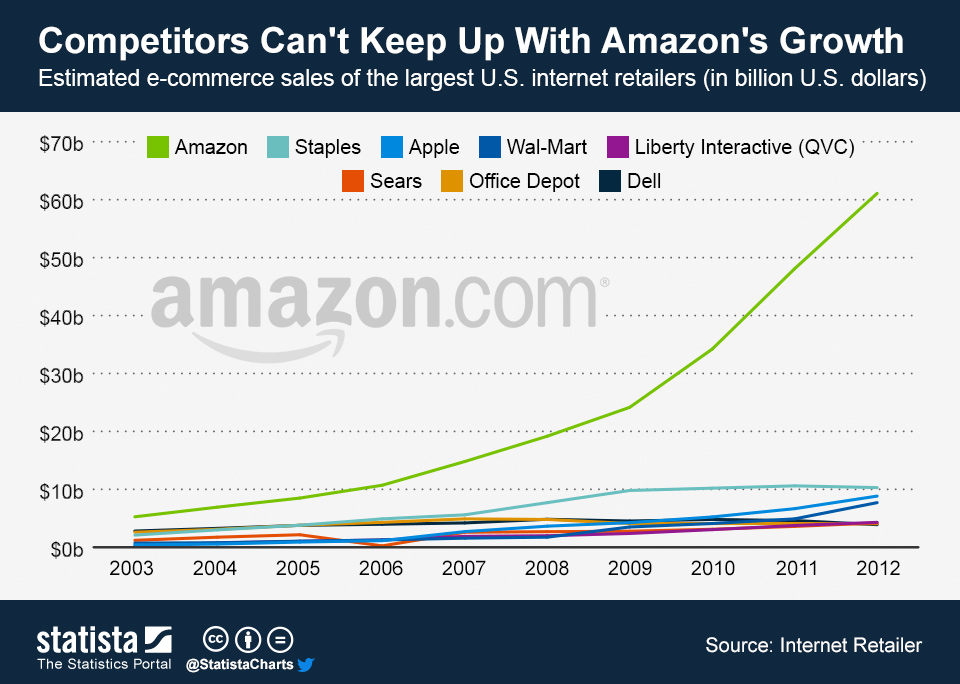 Competitors Can't Keep Up With Amazon's Growth
Estimated e-commerce sales of the largest U.S. internet retailers (in billion U.S. dollars)
$70b
Amazon Staples Apple Wal-Mart Liberty Interactive (QVC)
Sears Office Depot Dell
$60b
$50b
amazon.com®
$40b
$30b
$20b
$10b
$0b
2003 2004 2005 2006 2007 2008 2009 2010 2011 2012
statista
The Statistics Portal
cc
@StatistaCharts
Source: Internet Retailer